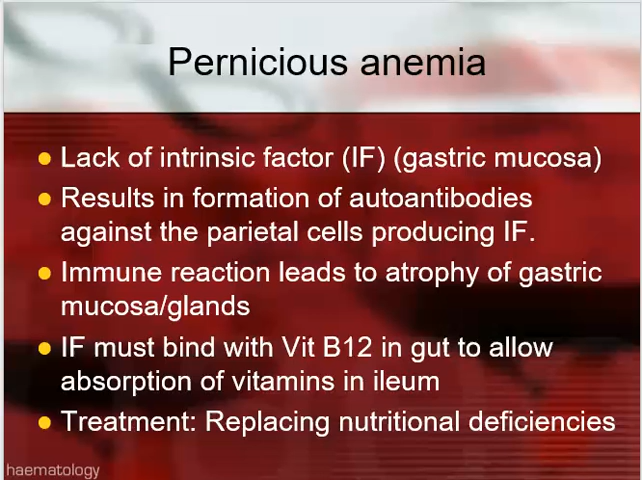 Pernicious anemia
Lack of intrinsic factor (IF) (gastric mucosa)
Results in formation of autoantibodies
against the parietal cells producing IF.
Immune reaction leads to atrophy of gastric
mucosa/glands
IF must bind with Vit B12 in gut to allow
absorption of vitamins in ileum
Treatment: Replacing nutritional deficiencies
haematology